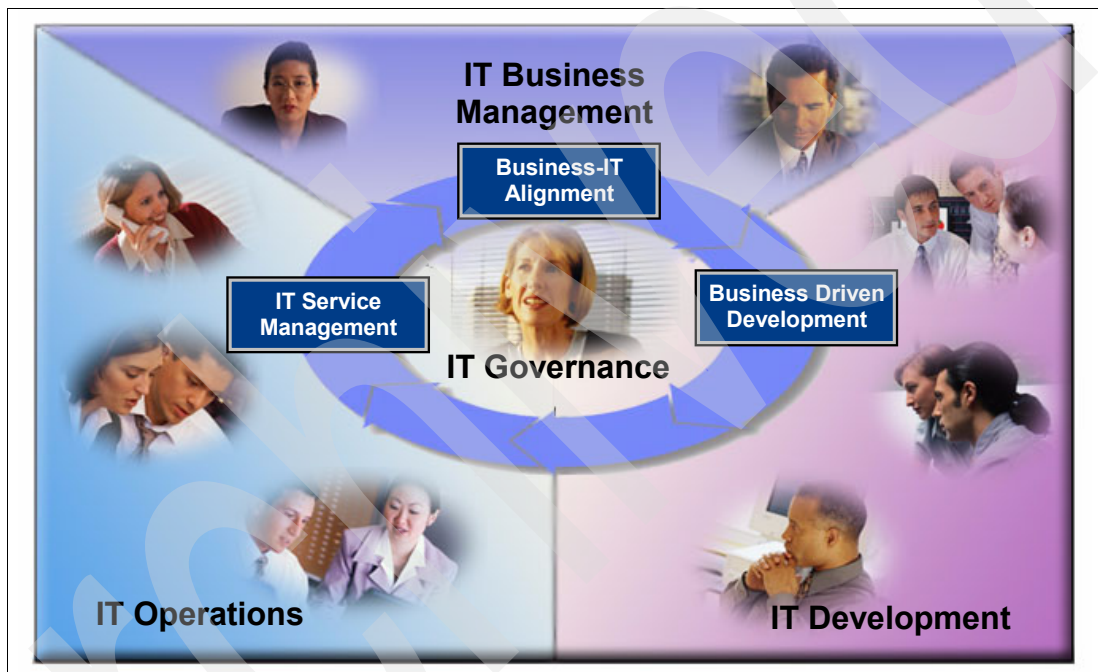 IT Business
Management
Business-IT
Alignment
IT Service
Management
Business Driven
Development
IT Governance
IT Operations
IT Development